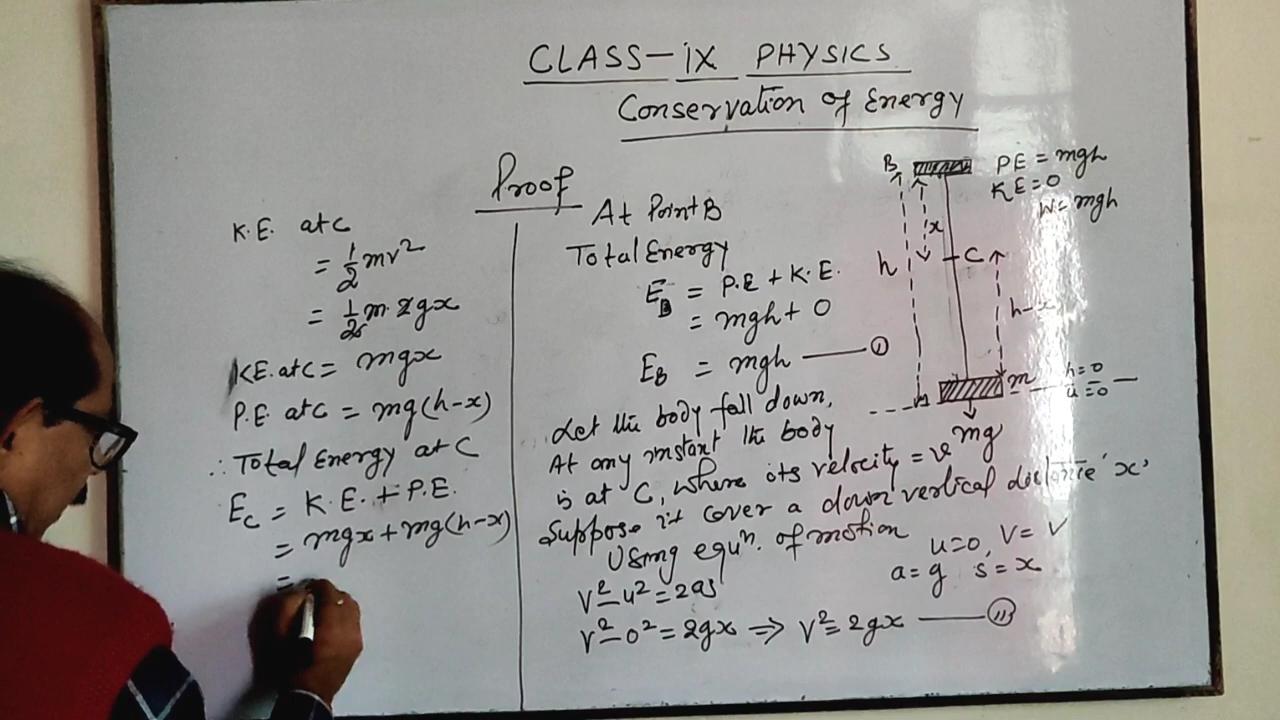 CLASS-IX PHYSICS
Conservation of Energy
Proof
At Point B
Total Energy
E_B = P.E + K.E.
= mgh + 0
E_B = mgh —— (I)
Let the body fall down,
At any instant the body
is at C, where its velocity = v
Suppose it cover a down vertical distance 'x'
Using equn. of motion
u=0, V= V
a=g s=x
V²-u²=2as
V²-0²=2gx ⇒ V²=2gx —— (II)
K.E. at C
= 1/2 mv²
= 1/2 m.2gx
KE. at C = mgx
P.E. at C = mg(h-x)
∴ Total Energy at C
E_C = K.E. + P.E.
= mgx + mg(h-x)
=
B
PE = mgh
KE = 0
W = mgh
x
C
h
h-x
m
h=0
u=0
mg